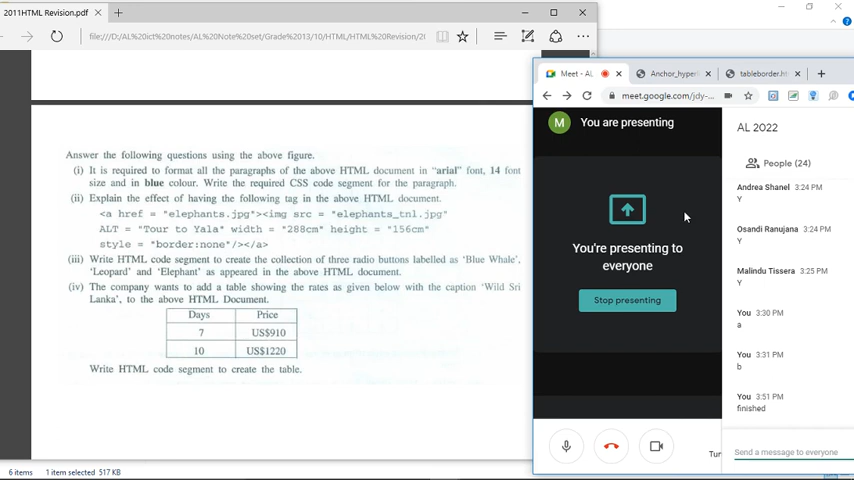 2011HTML Revision.pdf
file:///D:/AL ict notes/AL Note set/Grade2013/10/HTML/HTML Revision/20
Answer the following questions using the above figure.
(i) It is required to format all the paragraphs of the above HTML document in "arial" font, 14 font
size and in blue colour. Write the required CSS code segment for the paragraph.
(ii) Explain the effect of having the following tag in the above HTML document.
<a href = "elephants.jpg"><img src = "elephants_tn1.jpg"
ALT = "Tour to Yala" width = "288cm" height = "156cm"
style = "border:none"/></a>
(iii) Write HTML code segment to create the collection of three radio buttons labelled as 'Blue Whale',
'Leopard' and 'Elephant' as appeared in the above HTML document.
(iv) The company wants to add a table showing the rates as given below with the caption 'Wild Sri
Lanka', to the above HTML Document.
Days Price
7 US$910
10 US$1220
Write HTML code segment to create the table.
6 items 1 item selected 517 KB
Meet - AL
Anchor_hyper
tableborder.ht
meet.google.com/jdy-...
M You are presenting
You're presenting to
everyone
Stop presenting
Tur
AL 2022
People (24)
Andrea Shanel 3:24 PM
Y
Osandi Ranujana 3:24 PM
Y
Malindu Tissera 3:25 PM
Y
You 3:30 PM
a
You 3:31 PM
b
You 3:51 PM
finished
Send a message to everyone